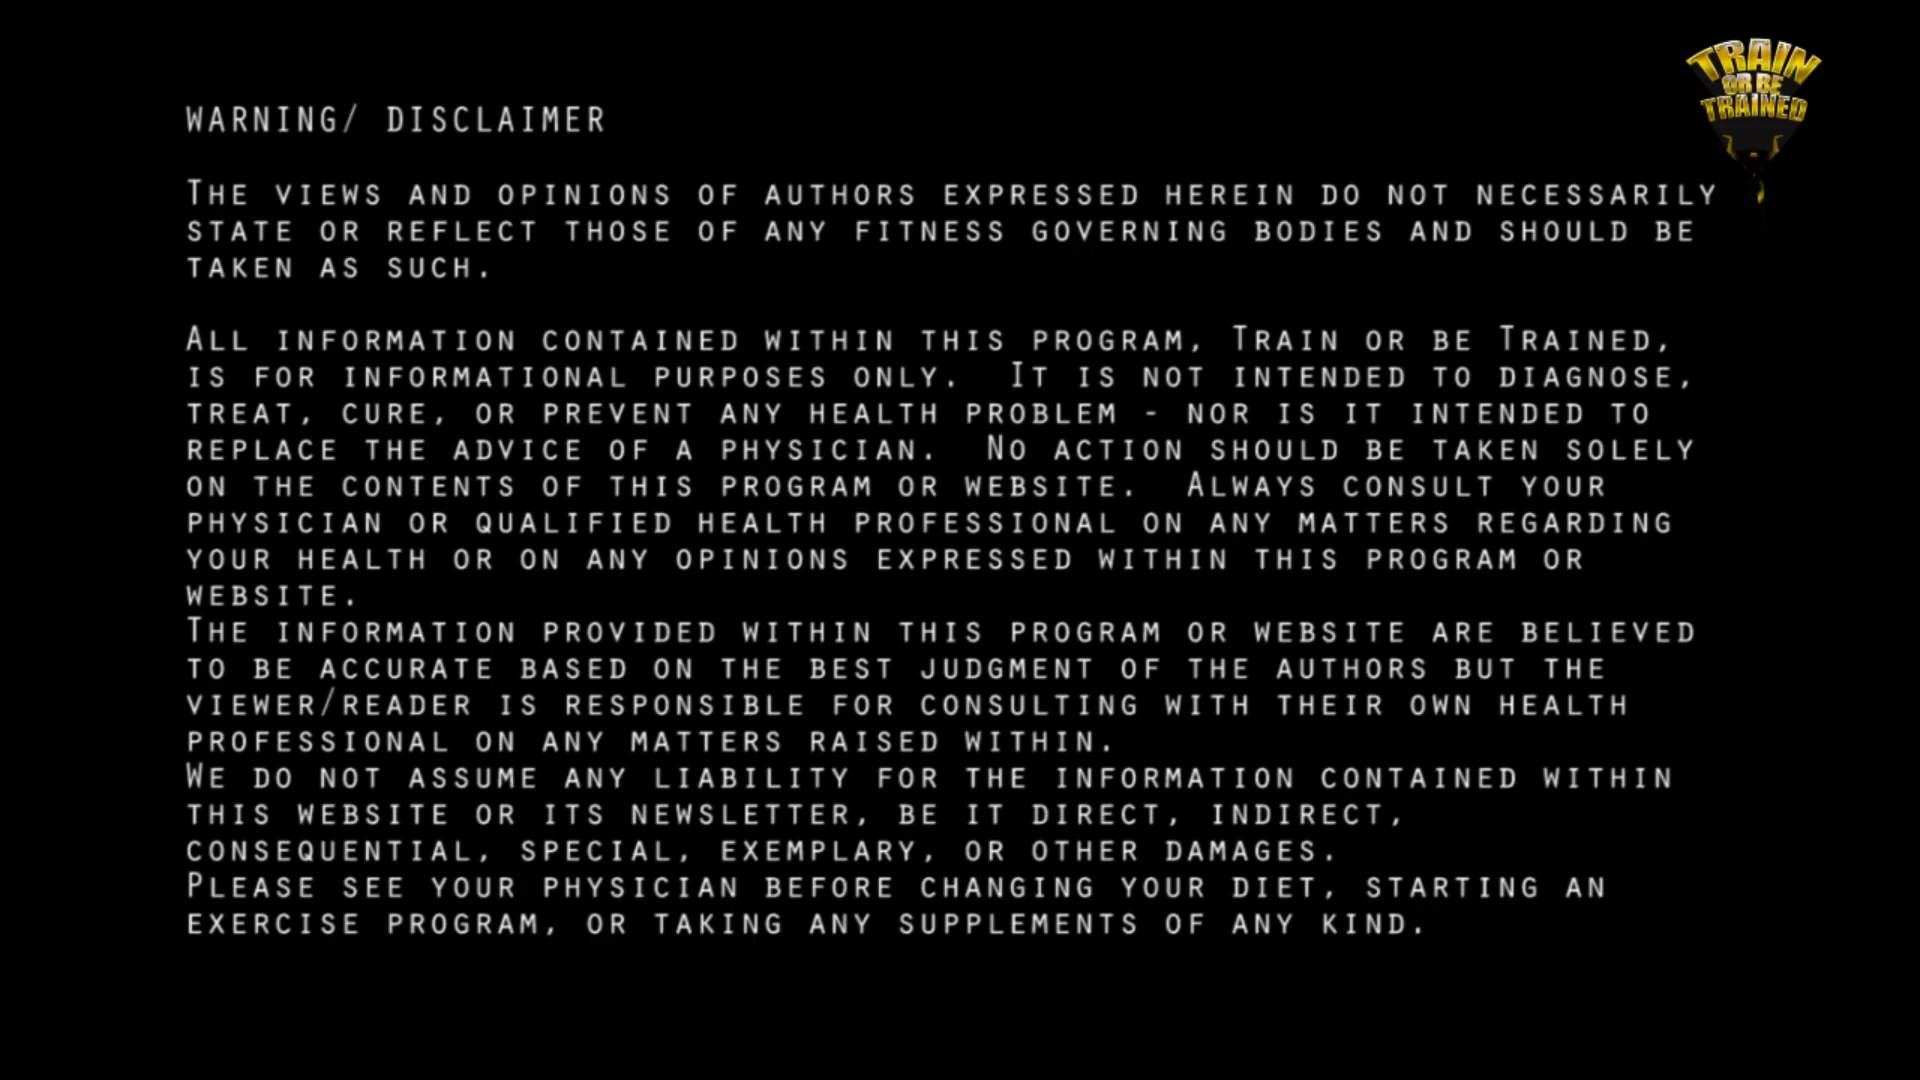 TRAIN
OR BE
TRAINED
WARNING/ DISCLAIMER
THE VIEWS AND OPINIONS OF AUTHORS EXPRESSED HEREIN DO NOT NECESSARILY
STATE OR REFLECT THOSE OF ANY FITNESS GOVERNING BODIES AND SHOULD BE
TAKEN AS SUCH.
ALL INFORMATION CONTAINED WITHIN THIS PROGRAM, TRAIN OR BE TRAINED,
IS FOR INFORMATIONAL PURPOSES ONLY. IT IS NOT INTENDED TO DIAGNOSE,
TREAT, CURE, OR PREVENT ANY HEALTH PROBLEM - NOR IS IT INTENDED TO
REPLACE THE ADVICE OF A PHYSICIAN. NO ACTION SHOULD BE TAKEN SOLELY
ON THE CONTENTS OF THIS PROGRAM OR WEBSITE. ALWAYS CONSULT YOUR
PHYSICIAN OR QUALIFIED HEALTH PROFESSIONAL ON ANY MATTERS REGARDING
YOUR HEALTH OR ON ANY OPINIONS EXPRESSED WITHIN THIS PROGRAM OR
WEBSITE.
THE INFORMATION PROVIDED WITHIN THIS PROGRAM OR WEBSITE ARE BELIEVED
TO BE ACCURATE BASED ON THE BEST JUDGMENT OF THE AUTHORS BUT THE
VIEWER/READER IS RESPONSIBLE FOR CONSULTING WITH THEIR OWN HEALTH
PROFESSIONAL ON ANY MATTERS RAISED WITHIN.
WE DO NOT ASSUME ANY LIABILITY FOR THE INFORMATION CONTAINED WITHIN
THIS WEBSITE OR ITS NEWSLETTER, BE IT DIRECT, INDIRECT,
CONSEQUENTIAL, SPECIAL, EXEMPLARY, OR OTHER DAMAGES.
PLEASE SEE YOUR PHYSICIAN BEFORE CHANGING YOUR DIET, STARTING AN
EXERCISE PROGRAM, OR TAKING ANY SUPPLEMENTS OF ANY KIND.